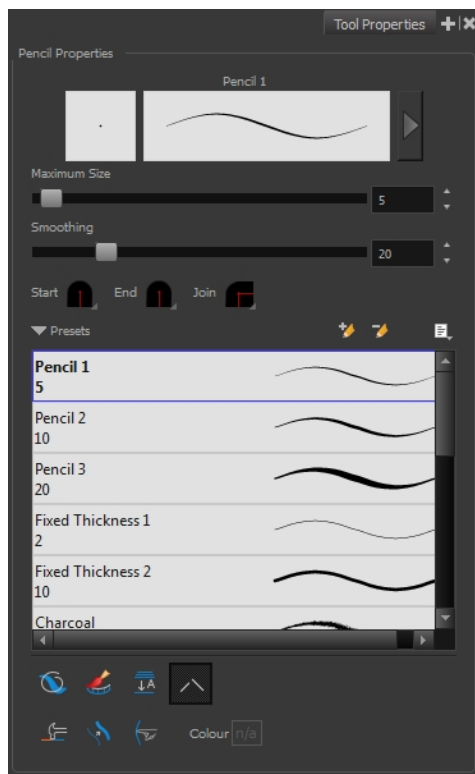 Tool Properties
Pencil Properties
Pencil 1
Maximum Size
5
Smoothing
20
Start End Join
Presets
Pencil 1
5
Pencil 2
10
Pencil 3
20
Fixed Thickness 1
2
Fixed Thickness 2
10
Charcoal
A
Colour n/a